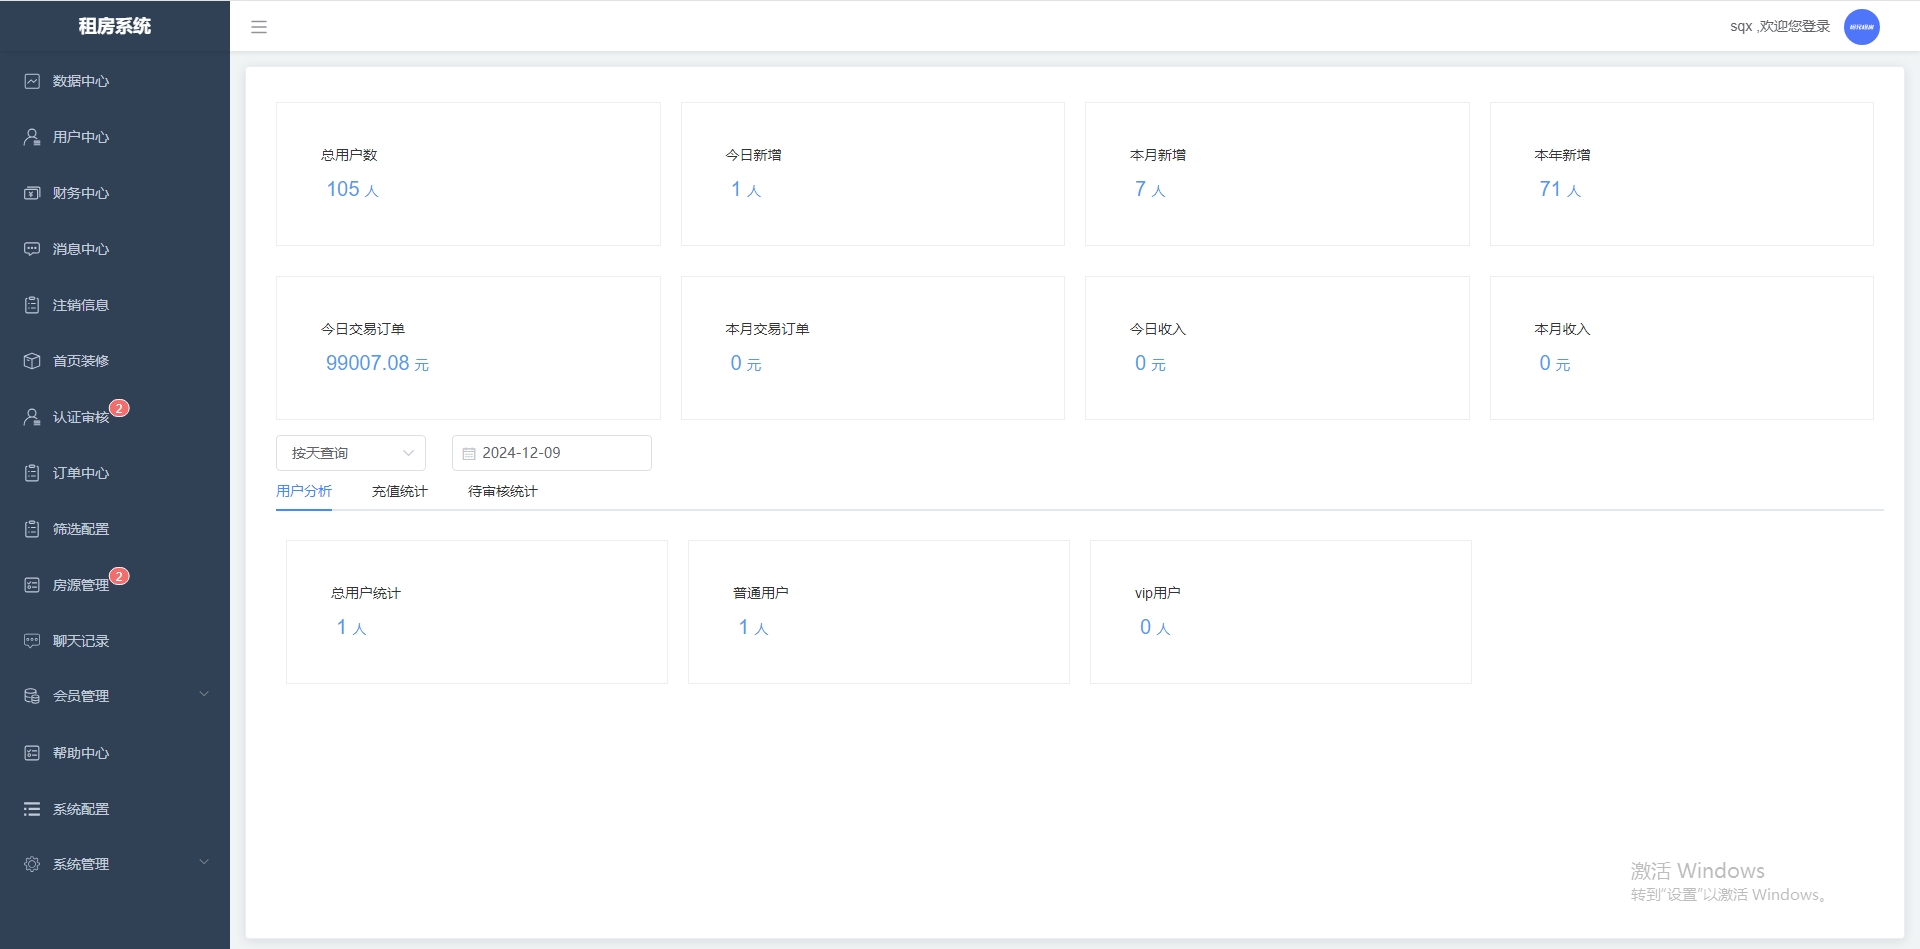 租房系统
sqx ,欢迎您登录
数据中心
用户中心
财务中心
消息中心
注销信息
首页装修
认证审核 2
订单中心
筛选配置
房源管理 2
聊天记录
会员管理
帮助中心
系统配置
系统管理
总用户数
105 人
今日新增
1 人
本月新增
7 人
本年新增
71 人
今日交易订单
99007.08 元
本月交易订单
0 元
今日收入
0 元
本月收入
0 元
按天查询
2024-12-09
用户分析
充值统计
待审核统计
总用户统计
1 人
普通用户
1 人
vip用户
0 人
激活 Windows
转到“设置”以激活 Windows。